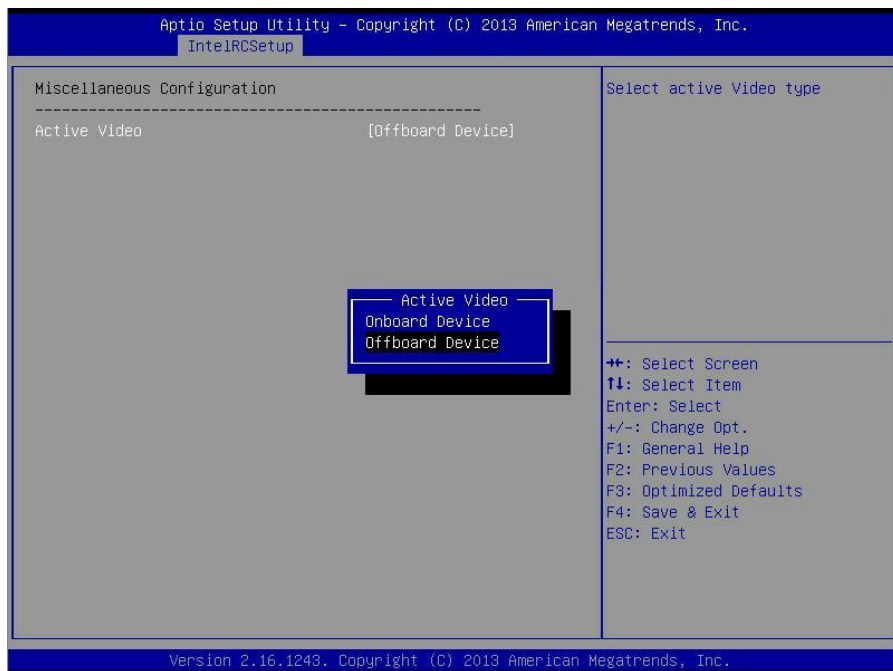 Aptio Setup Utility – Copyright (C) 2013 American Megatrends, Inc.
IntelRCSetup
Miscellaneous Configuration
--------------------------------------------------
Active Video [Offboard Device]
Select active Video type
Active Video
Onboard Device
Offboard Device
→←: Select Screen
↑↓: Select Item
Enter: Select
+/-: Change Opt.
F1: General Help
F2: Previous Values
F3: Optimized Defaults
F4: Save & Exit
ESC: Exit
Version 2.16.1243. Copyright (C) 2013 American Megatrends, Inc.